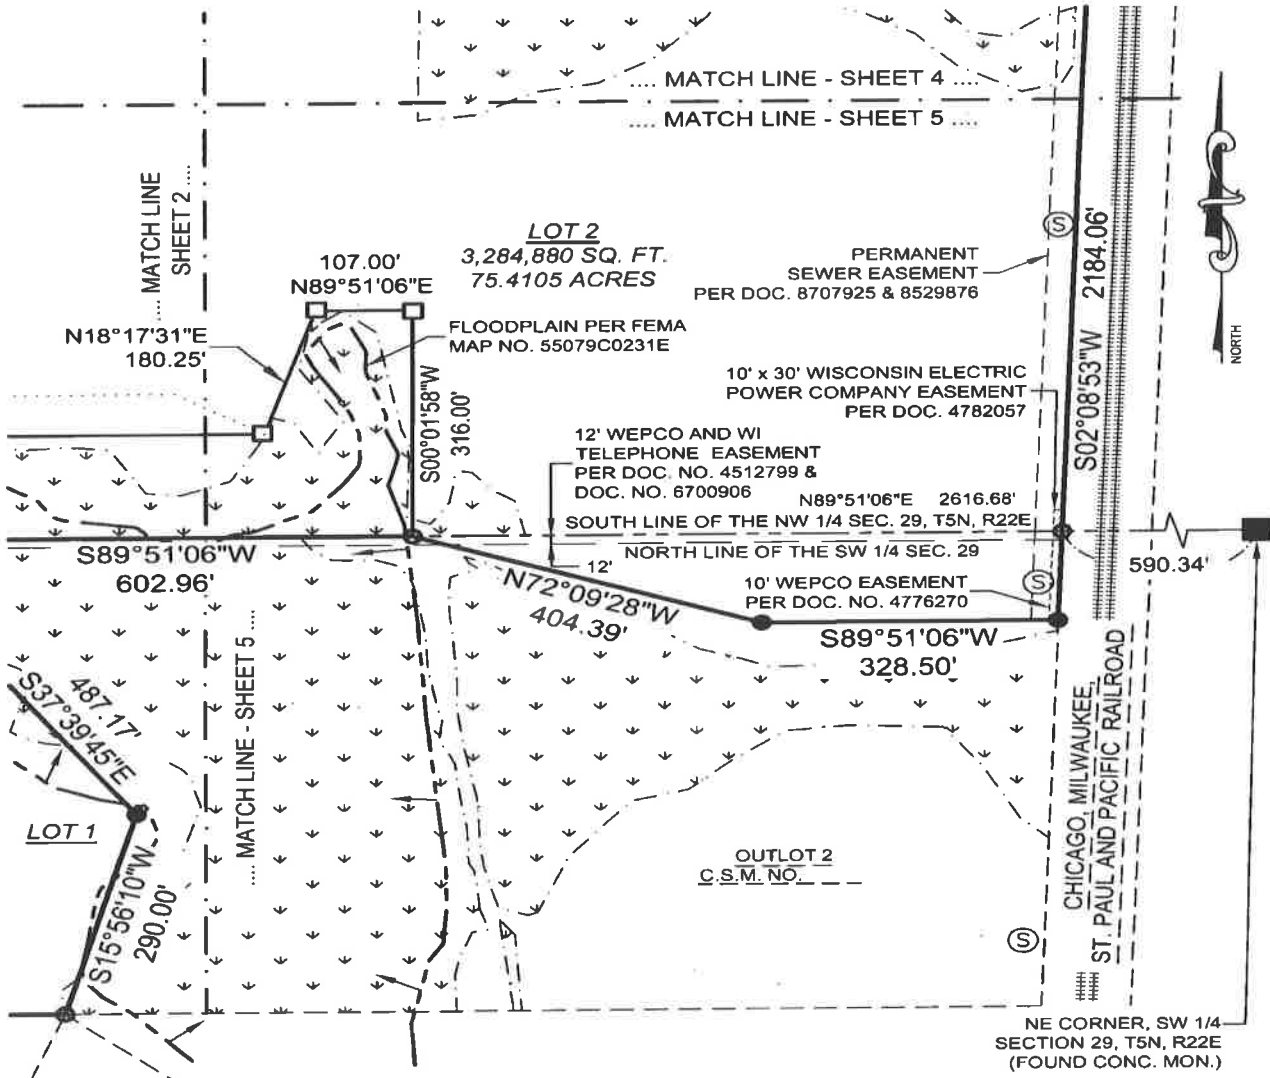 .... MATCH LINE - SHEET 4 ....
.... MATCH LINE - SHEET 5 ....
.... MATCH LINE
SHEET 2 ....
LOT 2
3,284,880 SQ. FT.
75.4105 ACRES
107.00'
N89°51'06"E
N18°17'31"E
180.25'
FLOODPLAIN PER FEMA
MAP NO. 55079C0231E
PERMANENT
SEWER EASEMENT
PER DOC. 8707925 & 8529876
S
S02°08'53"W 2184.06'
NORTH
10' x 30' WISCONSIN ELECTRIC
POWER COMPANY EASEMENT
PER DOC. 4782057
S00°01'58"W
316.00'
12' WEPCO AND WI
TELEPHONE EASEMENT
PER DOC. NO. 4512799 &
DOC. NO. 6700906
N89°51'06"E 2616.68'
SOUTH LINE OF THE NW 1/4 SEC. 29, T5N, R22E
NORTH LINE OF THE SW 1/4 SEC. 29
12'
S89°51'06"W
602.96'
N72°09'28"W
404.39'
10' WEPCO EASEMENT
PER DOC. NO. 4776270
S
590.34'
S89°51'06"W
328.50'
487.17'
S37°39'45"E
.... MATCH LINE - SHEET 5 ....
LOT 1
S15°56'10"W
290.00'
OUTLOT 2
C.S.M. NO.
S
CHICAGO, MILWAUKEE,
ST. PAUL AND PACIFIC RAILROAD
NE CORNER, SW 1/4
SECTION 29, T5N, R22E
(FOUND CONC. MON.)